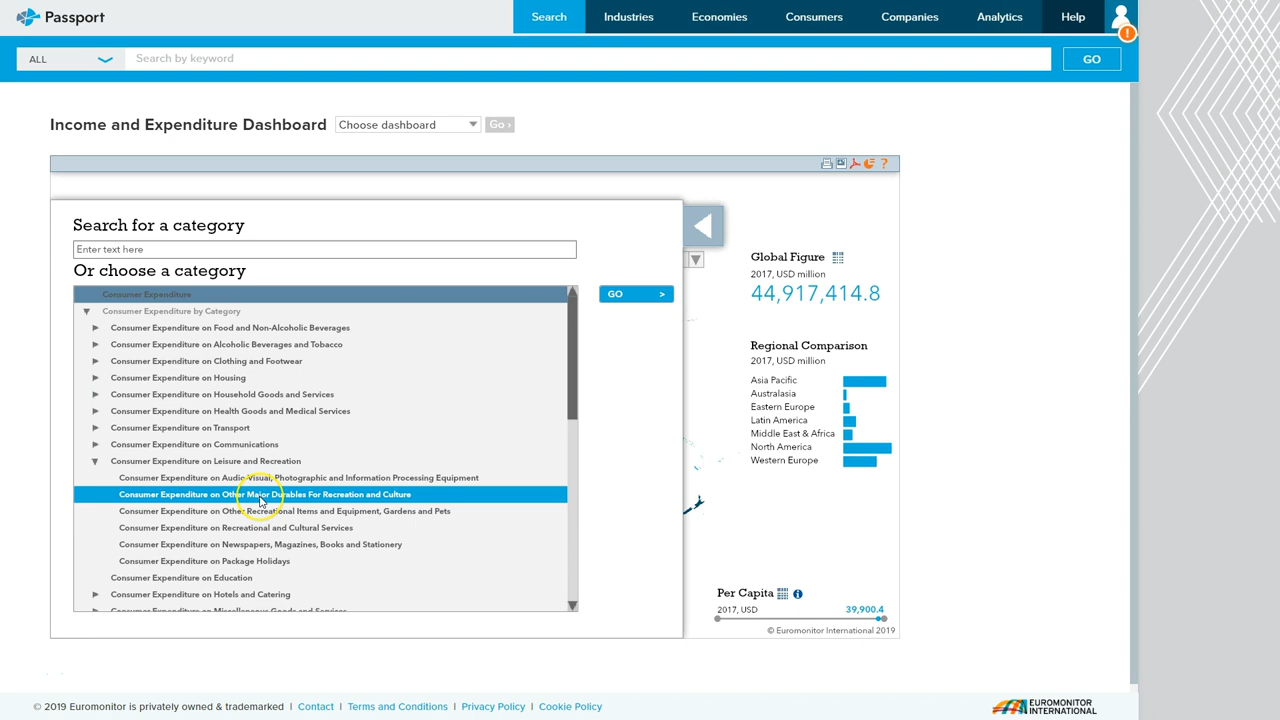 Passport
Search
Industries
Economies
Consumers
Companies
Analytics
Help
!
ALL
Search by keyword
GO
Income and Expenditure Dashboard
Choose dashboard
Go ›
?
Search for a category
Enter text here
Or choose a category
Consumer Expenditure
GO >
Consumer Expenditure by Category
Consumer Expenditure on Food and Non-Alcoholic Beverages
Consumer Expenditure on Alcoholic Beverages and Tobacco
Consumer Expenditure on Clothing and Footwear
Consumer Expenditure on Housing
Consumer Expenditure on Household Goods and Services
Consumer Expenditure on Health Goods and Medical Services
Consumer Expenditure on Transport
Consumer Expenditure on Communications
Consumer Expenditure on Leisure and Recreation
Consumer Expenditure on Audio-Visual, Photographic and Information Processing Equipment
Consumer Expenditure on Other Major Durables For Recreation and Culture
Consumer Expenditure on Other Recreational Items and Equipment, Gardens and Pets
Consumer Expenditure on Recreational and Cultural Services
Consumer Expenditure on Newspapers, Magazines, Books and Stationery
Consumer Expenditure on Package Holidays
Consumer Expenditure on Education
Consumer Expenditure on Hotels and Catering
Consumer Expenditure on Miscellaneous Goods and Services
Global Figure
2017, USD million
44,917,414.8
Regional Comparison
2017, USD million
Asia Pacific
Australasia
Eastern Europe
Latin America
Middle East & Africa
North America
Western Europe
Per Capita
2017, USD
39,900.4
© Euromonitor International 2019
© 2019 Euromonitor is privately owned & trademarked | Contact | Terms and Conditions | Privacy Policy | Cookie Policy
EUROMONITOR
INTERNATIONAL